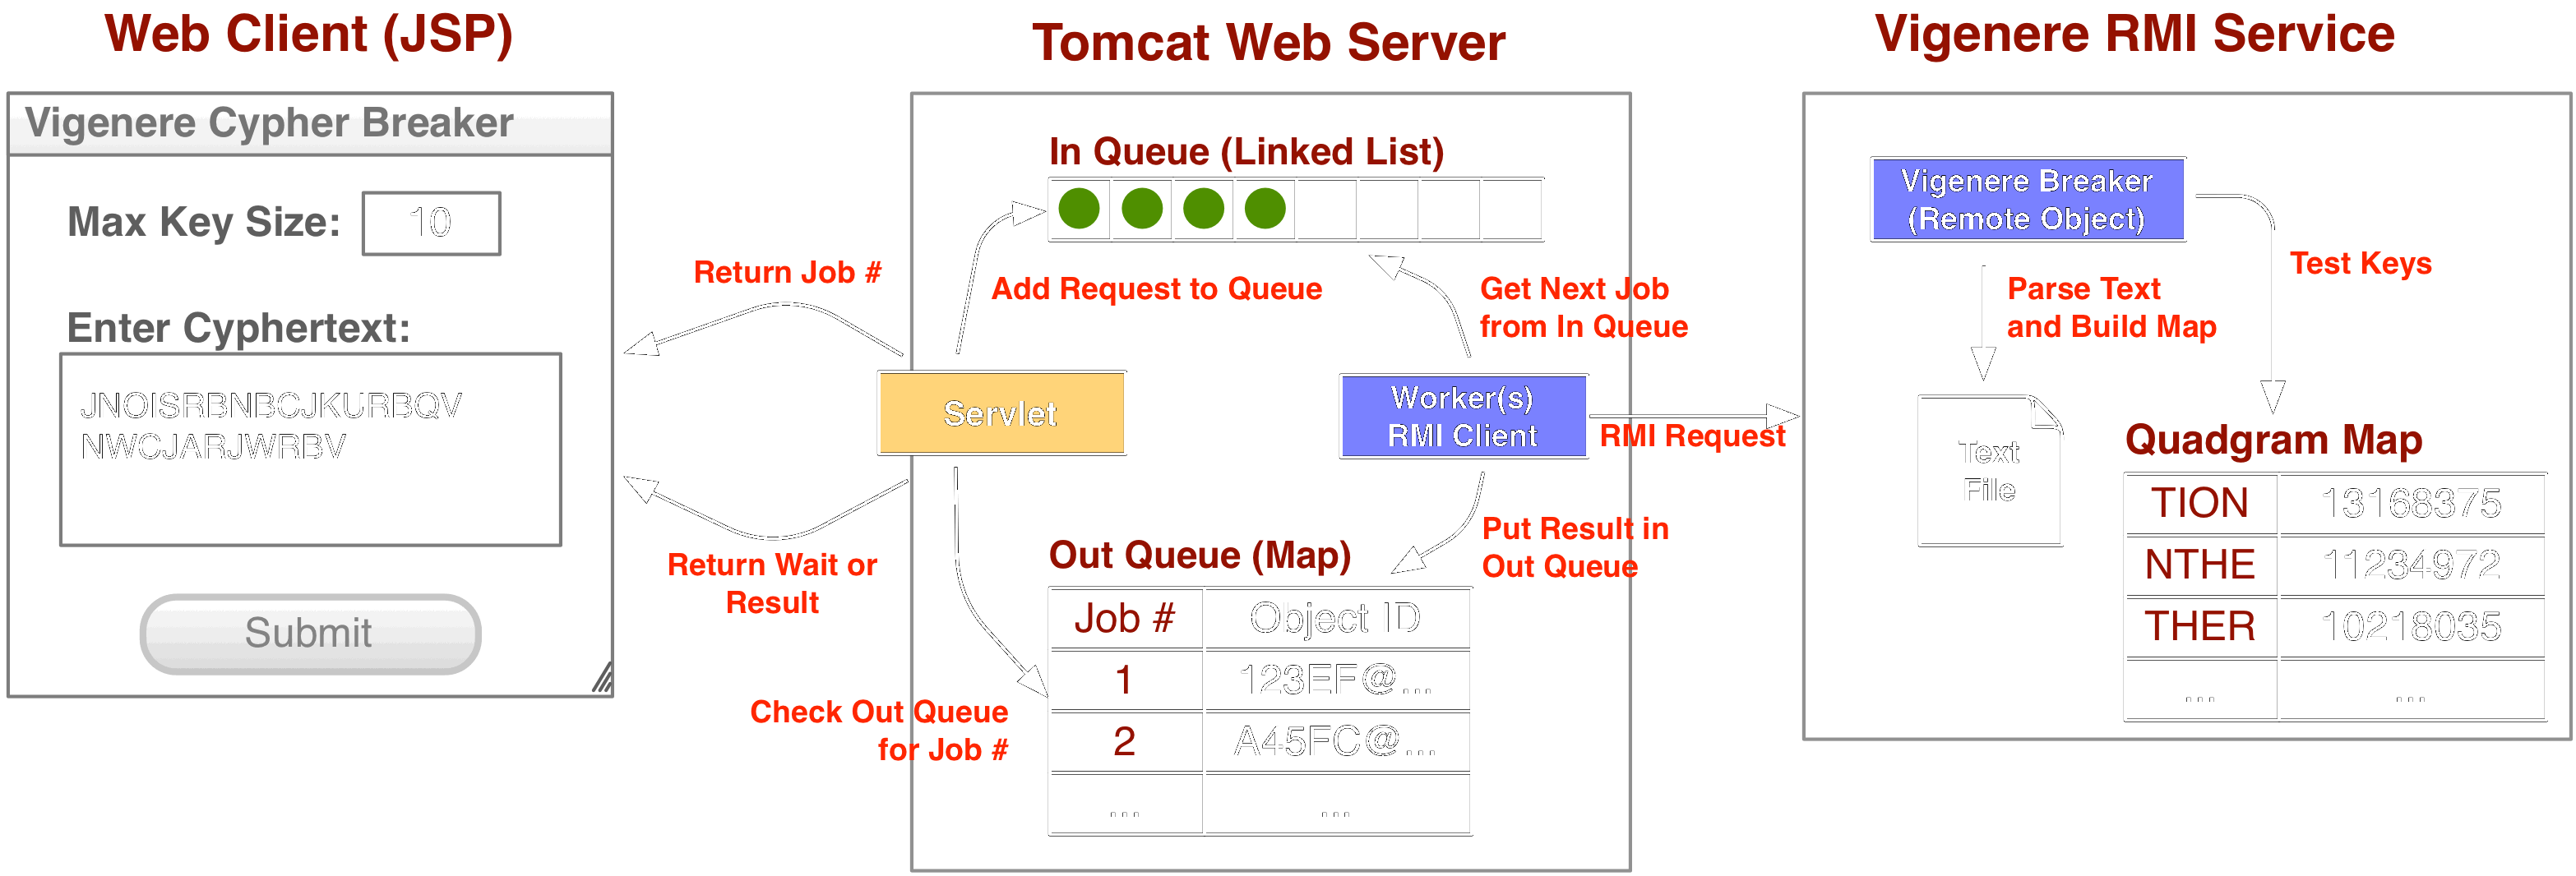 Web Client (JSP)
Vigenere Cypher Breaker
Max Key Size: 10
Enter Cyphertext:
JNOISRBNBCJKURBQV
NWCJARJWRBV
Submit
Return Job #
Return Wait or
Result
Tomcat Web Server
In Queue (Linked List)
Add Request to Queue
Get Next Job
from In Queue
Servlet
Worker(s)
RMI Client
RMI Request
Put Result in
Out Queue
Check Out Queue
for Job #
Out Queue (Map)
Job # Object ID
1 123EF@...
2 A45FC@...
... ...
Vigenere RMI Service
Vigenere Breaker
(Remote Object)
Test Keys
Parse Text
and Build Map
Text
File
Quadgram Map
TION 13168375
NTHE 11234972
THER 10218035
... ...